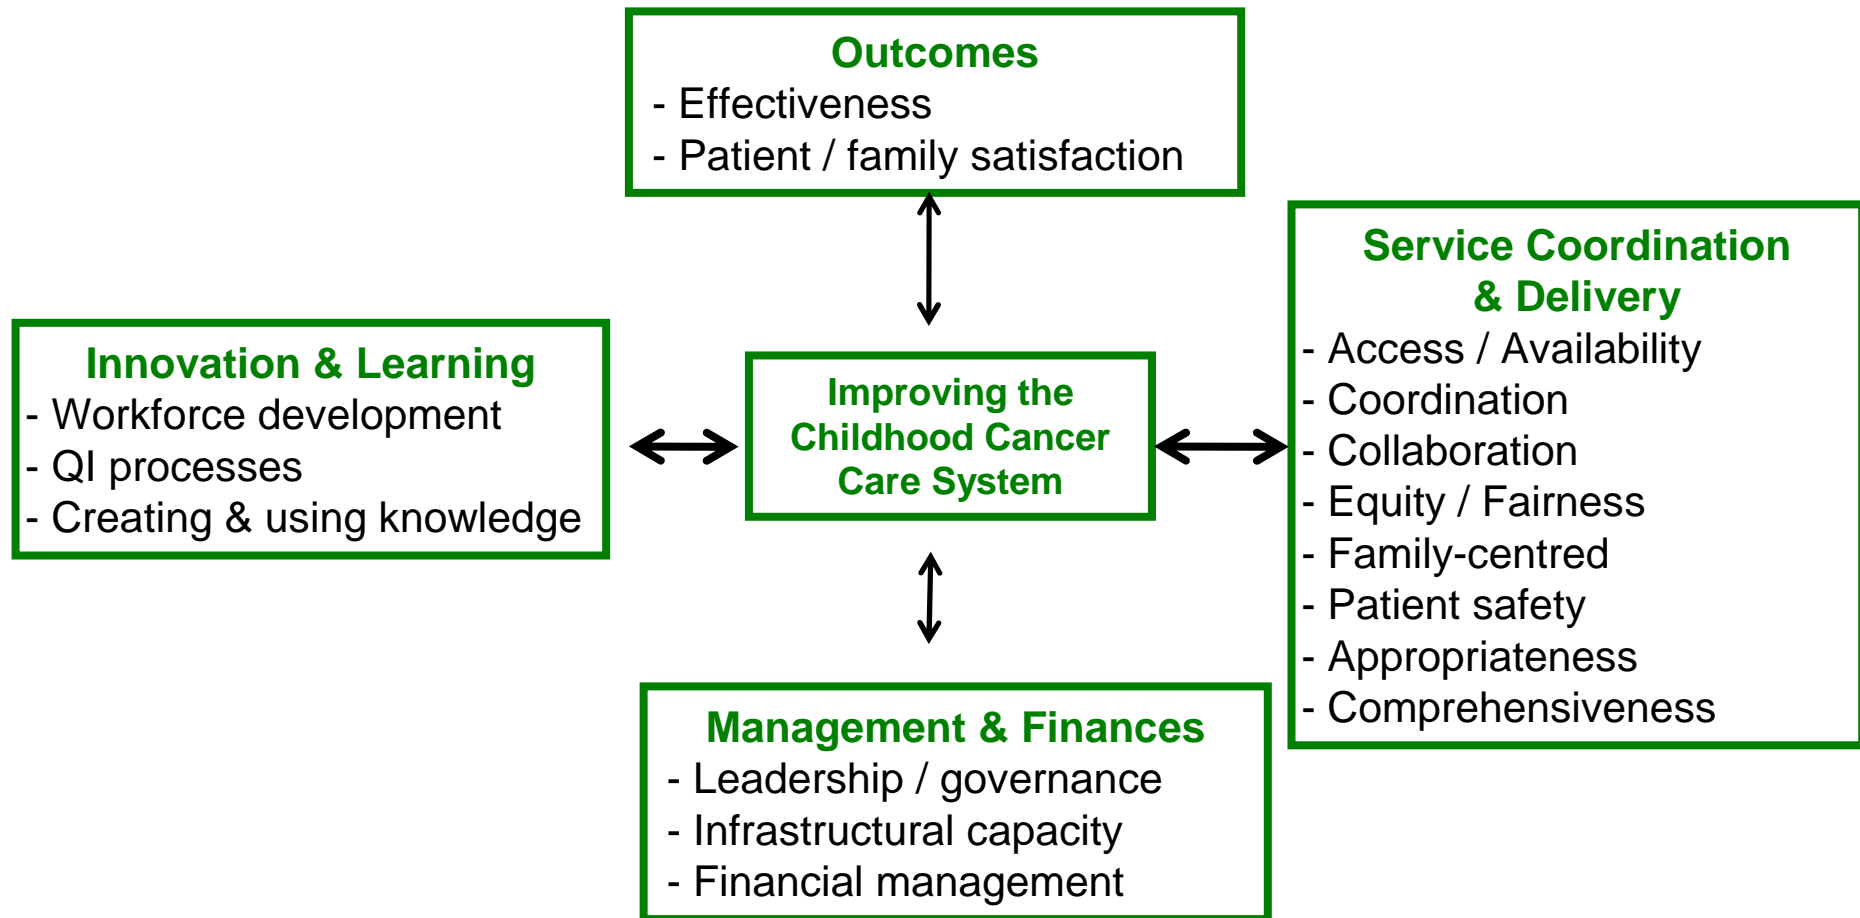 Outcomes
- Effectiveness
- Patient / family satisfaction
Innovation & Learning
- Workforce development
- QI processes
- Creating & using knowledge
Improving the
Childhood Cancer
Care System
Service Coordination
& Delivery
- Access / Availability
- Coordination
- Collaboration
- Equity / Fairness
- Family-centred
- Patient safety
- Appropriateness
- Comprehensiveness
Management & Finances
- Leadership / governance
- Infrastructural capacity
- Financial management